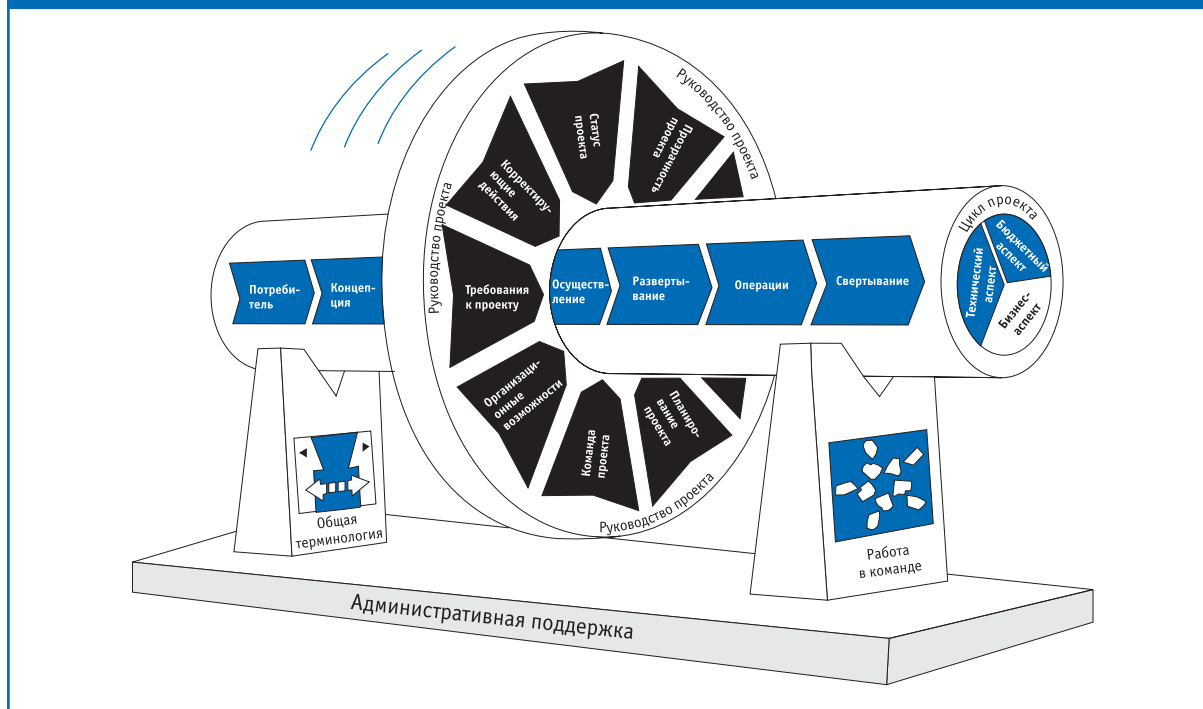 Руководство проекта
Руководство проекта
Руководство проекта
Статус
проекта
Прозрачность
проекта
Корректиру-
ющие
действия
Требования
к проекту
Организаци-
онные
возможности
Команда
проекта
Планиро-
вание
проекта
Потреби-
тель
Концеп-
ция
Осуществ-
ление
Разверты-
вание
Операции
Свертывание
Цикл проекта
Технический
аспект
Бюджетный
аспект
Бизнес-
аспект
Общая
терминология
Работа
в команде
Административная поддержка